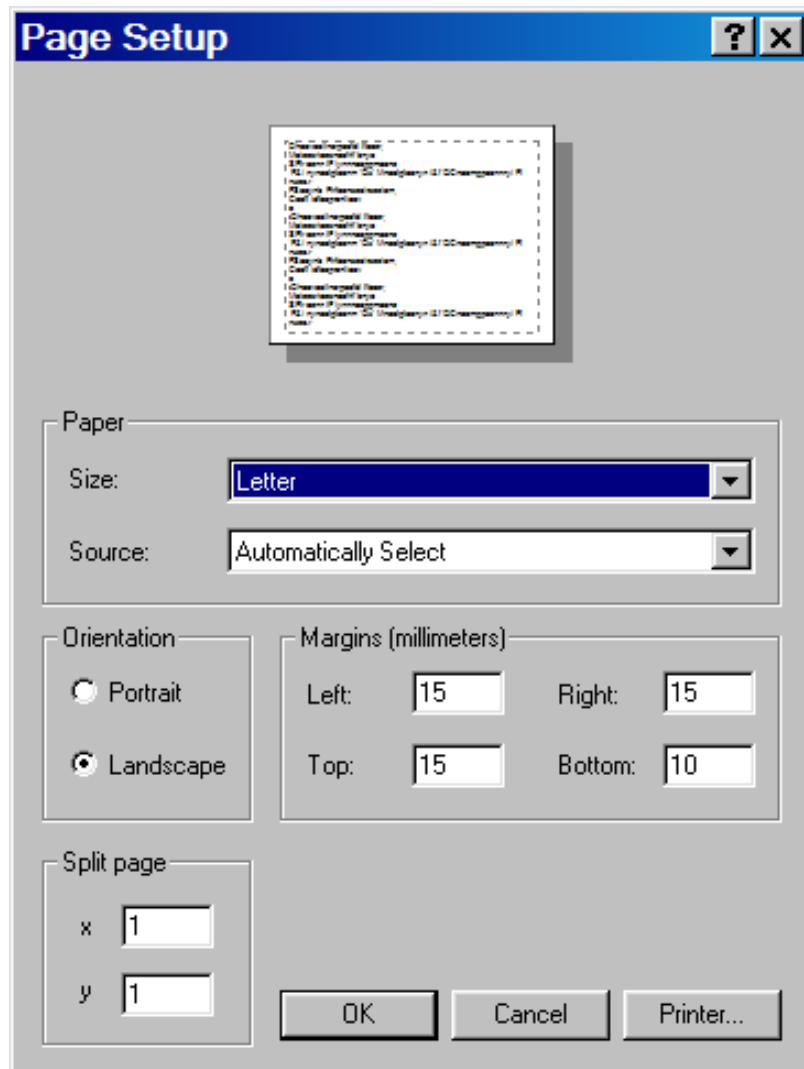 Page Setup
Paper
Size: Letter
Source: Automatically Select
Orientation
Portrait
Landscape
Margins (millimeters)
Left: 15 Right: 15
Top: 15 Bottom: 10
Split page
x 1
y 1
OK Cancel Printer...